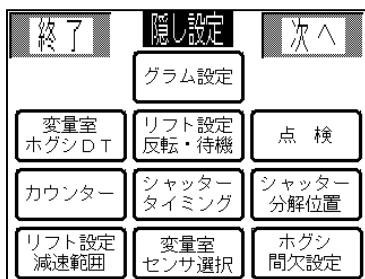 終了
隠し設定
次へ
グラム設定
変量室
ホグシDT
リフト設定
反転・待機
点 検
カウンター
シャッター
タイミング
シャッター
分解位置
リフト設定
減速範囲
変量室
センサ選択
ホグシ
間欠設定